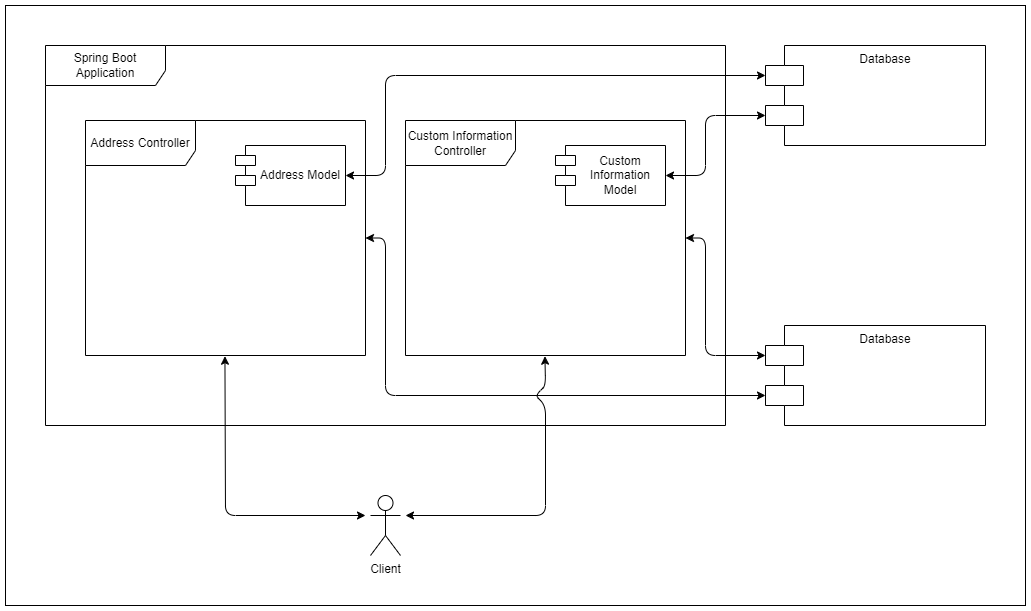 Spring Boot
Application
Database
Address Controller
Address Model
Custom Information
Controller
Custom
Information
Model
Database
Client